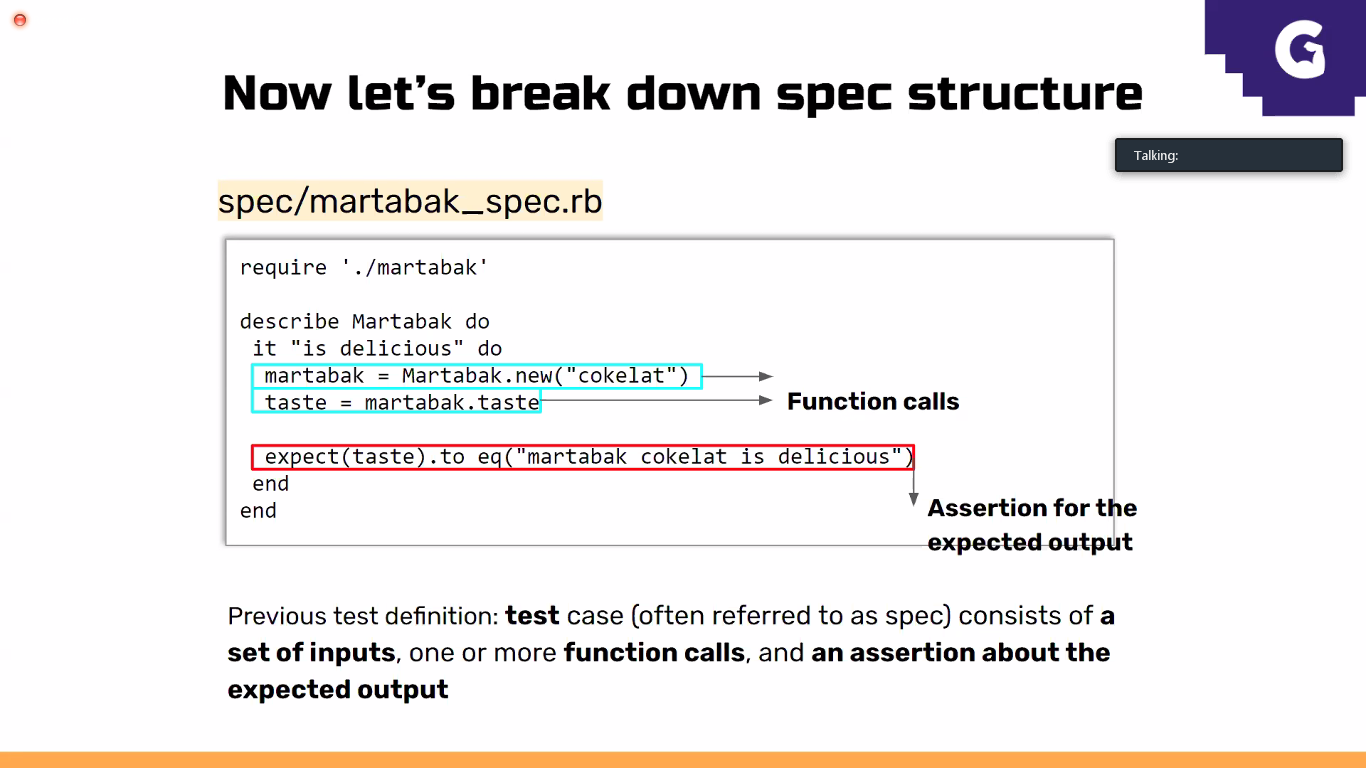 G
Now let's break down spec structure
Talking:
spec/martabak_spec.rb
require './martabak'
describe Martabak do
it "is delicious" do
martabak = Martabak.new("cokelat")
taste = martabak.taste
Function calls
expect(taste).to eq("martabak cokelat is delicious")
end
end
Assertion for the
expected output
Previous test definition: test case (often referred to as spec) consists of a
set of inputs, one or more function calls, and an assertion about the
expected output